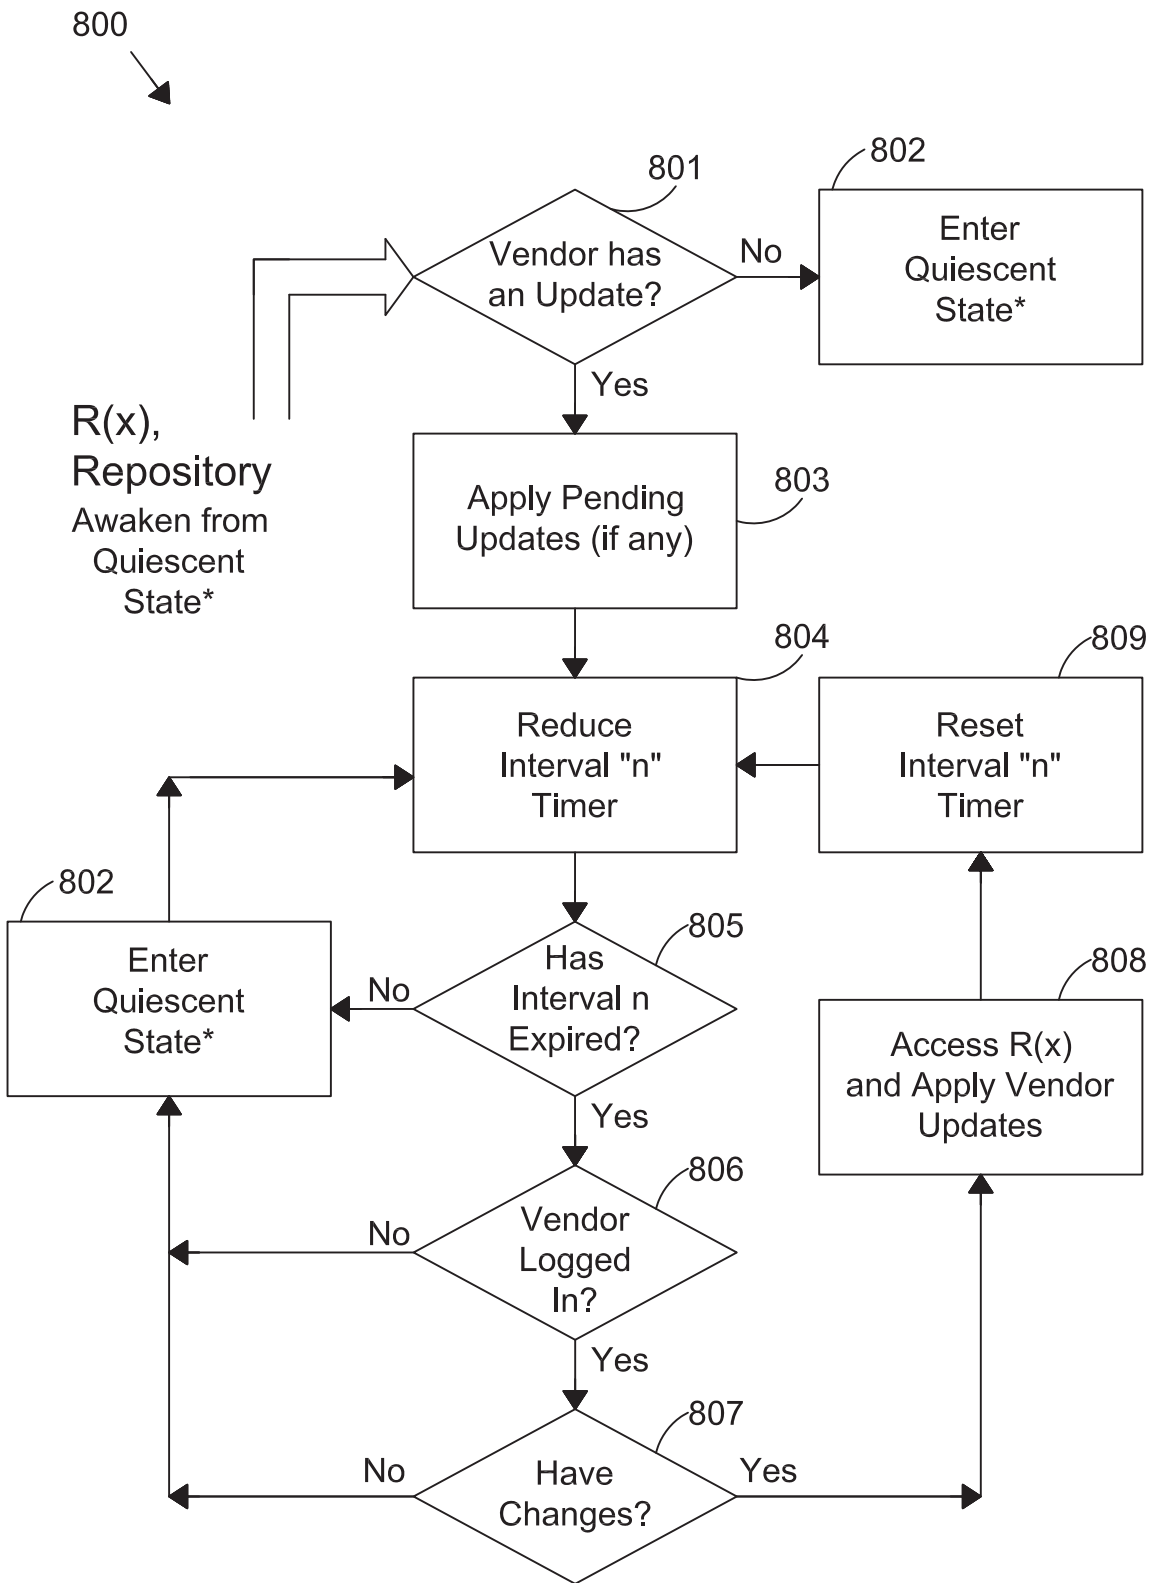 800
801
802
Vendor has
an Update?
No
Enter
Quiescent
State*
Yes
R(x),
Repository
Awaken from
Quiescent
State*
803
Apply Pending
Updates (if any)
804
809
Reduce
Interval "n"
Timer
Reset
Interval "n"
Timer
802
Enter
Quiescent
State*
805
Has
Interval n
Expired?
No
Yes
808
Access R(x)
and Apply Vendor
Updates
806
Vendor
Logged
In?
No
Yes
807
Have
Changes?
No
Yes